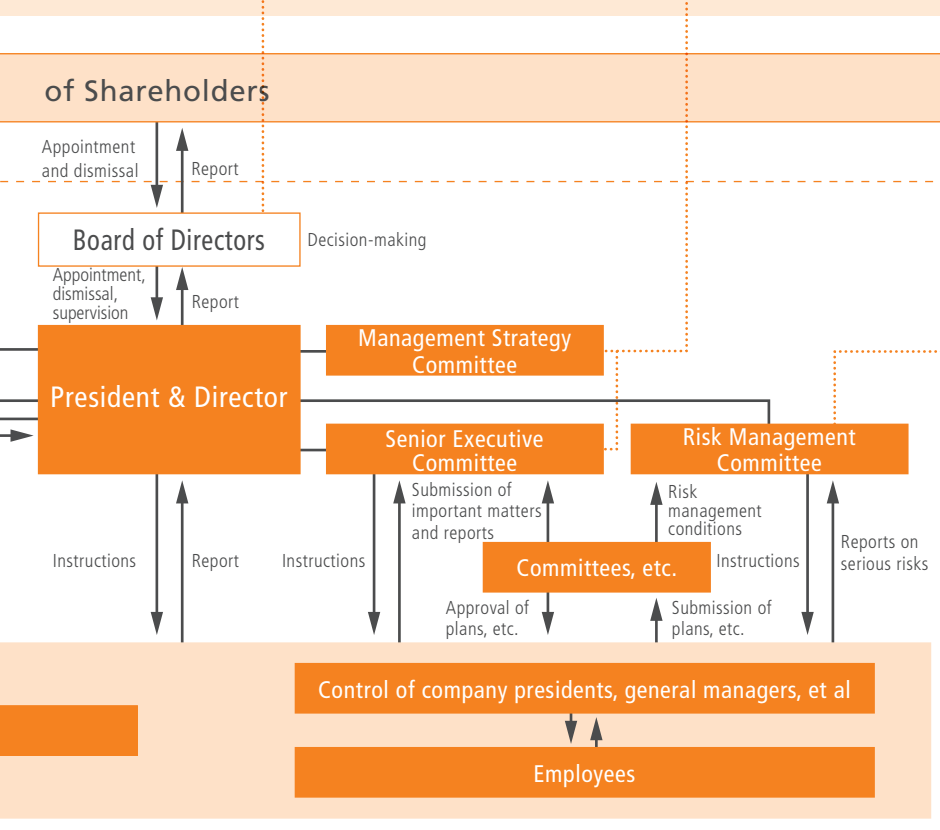 of Shareholders
Appointment
and dismissal
Report
Board of Directors
Decision-making
Appointment,
dismissal,
supervision
Report
President & Director
Management Strategy
Committee
Senior Executive
Committee
Risk Management
Committee
Submission of
important matters
and reports
Risk
management
conditions
Instructions
Report
Instructions
Committees, etc.
Instructions
Reports on
serious risks
Approval of
plans, etc.
Submission of
plans, etc.
Control of company presidents, general managers, et al
Employees